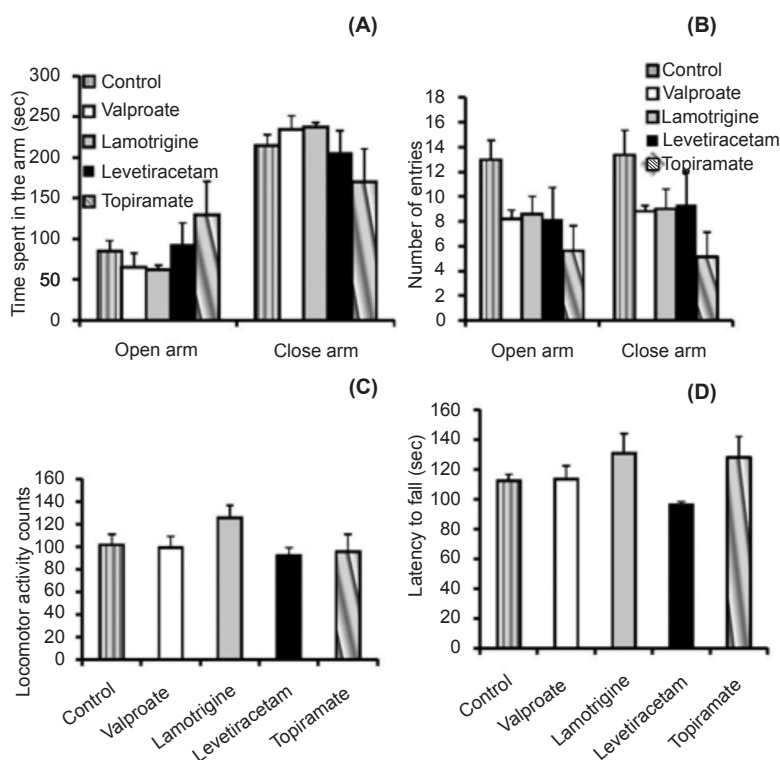 (A)
Time spent in the arm (sec)
300
250
200
150
100
50
0
Control
Valproate
Lamotrigine
Levetiracetam
Topiramate
Open arm
Close arm
(B)
Number of entries
18
16
14
12
10
8
6
4
2
0
Control
Valproate
Lamotrigine
Levetiracetam
Topiramate
Open arm
Close arm
(C)
Locomotor activity counts
160
140
120
100
80
60
40
20
0
Control
Valproate
Lamotrigine
Levetiracetam
Topiramate
(D)
Latency to fall (sec)
160
140
120
100
80
60
40
20
0
Control
Valproate
Lamotrigine
Levetiracetam
Topiramate